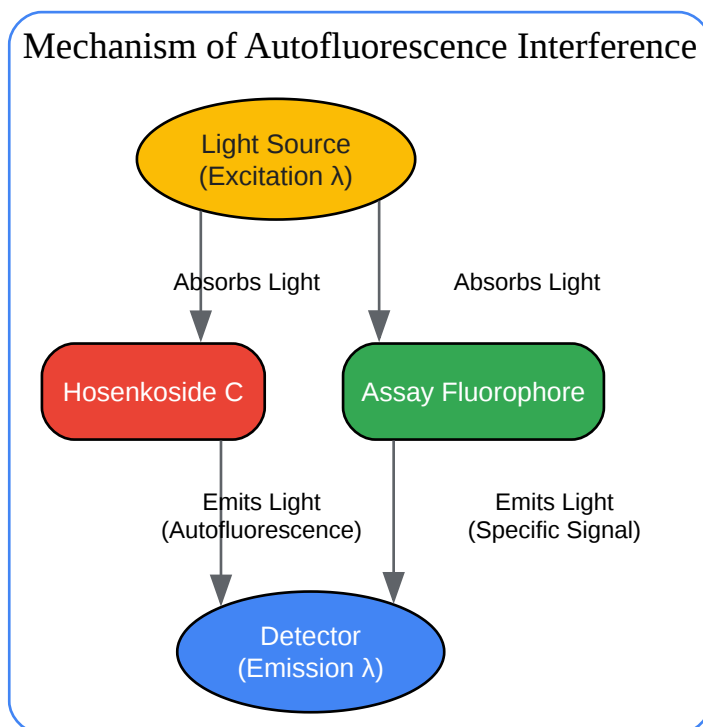 Mechanism of Autofluorescence Interference
Light Source
(Excitation λ)
Absorbs Light
Absorbs Light
Hosenkoside C
Assay Fluorophore
Emits Light
(Autofluorescence)
Emits Light
(Specific Signal)
Detector
(Emission λ)